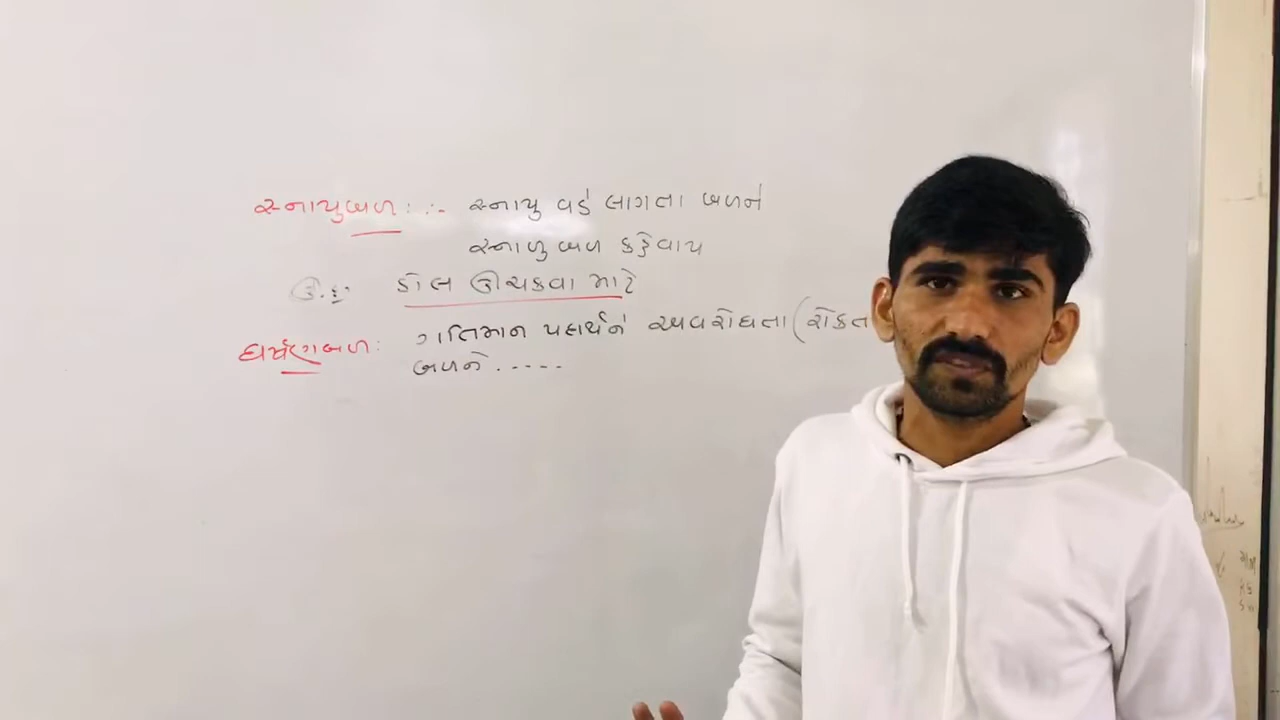 સ્નાયુબળ :- સ્નાયુ વડે લાગતા બળને
સ્નાયુ બળ કહેવાય
ઉ.દા. ડોલ ઊંચકવા માટે
ઘર્ષણબળ: ગતિમાન પદાર્થને અવરોધતા (રોકતા
બળને . ----